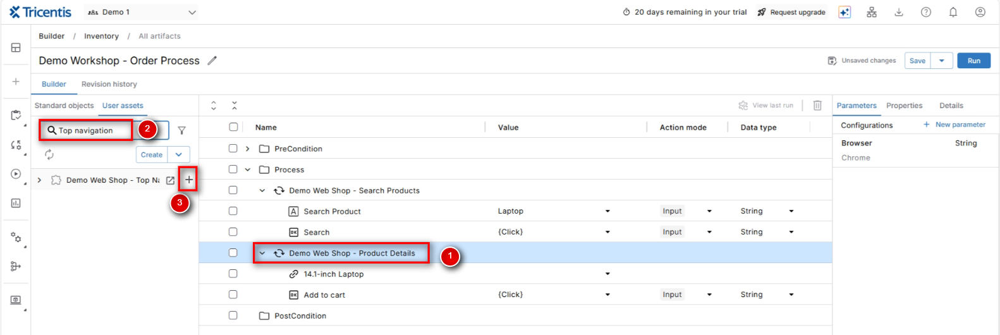 Tricentis
Demo 1
20 days remaining in your trial
Request upgrade
Builder / Inventory / All artifacts
Demo Workshop - Order Process
Unsaved changes
Save
Run
Builder
Revision history
Standard objects
User assets
View last run
Parameters
Properties
Details
Top navigation
2
Name
Value
Action mode
Data type
Configurations
+ New parameter
Create
PreCondition
Browser
String
Chrome
Process
Demo Web Shop - Top Na
3
Demo Web Shop - Search Products
A Search Product
Laptop
Input
String
OK Search
{Click}
Input
String
Demo Web Shop - Product Details
1
14.1-inch Laptop
OK Add to cart
{Click}
Input
String
PostCondition